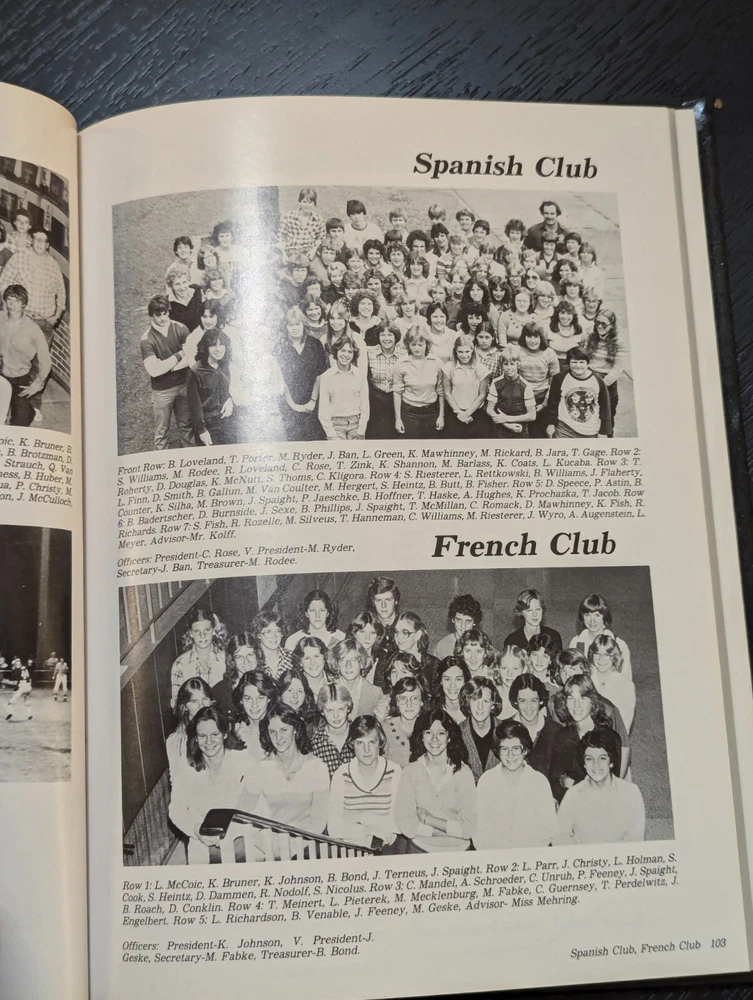 Spanish Club
Front Row: B. Loveland, T. Porter, M. Ryder, J. Ban, L. Green, K. Mawhinney, M. Rickard, B. Jara, T. Gage. Row 2:
S. Williams, M. Rodee, R. Loveland, C. Rose, T. Zink, K. Shannon, M. Barlass, K. Coats, L. Kucaba. Row 3: T.
Roherty, D. Douglas, K. McNutt, S. Thoms, C. Kligora. Row 4: S. Riesterer, L. Rettkowski, B. Williams, J. Flaherty,
L. Finn, D. Smith, B. Gallun, M. Van Coulter, M. Hergert, S. Heintz, B. Butt, B. Fisher. Row 5: D. Speece, P. Astin, B.
Counter, K. Silha, M. Brown, J. Spaight, P. Jaeschke, B. Hoffner, T. Haske, A. Hughes, K. Prochazka, T. Jacob. Row
6: B. Badertscher, D. Burnside, J. Sexe, B. Phillips, J. Spaight, T. McMillan, C. Romack, D. Mawhinney, K. Fish, R.
Richards. Row 7: S. Fish, R. Rozelle, M. Silveus, T. Hanneman, C. Williams, M. Riesterer, J. Wyro, A. Augenstein, L.
Meyer, Advisor-Mr. Kolff.
Officers: President-C. Rose, V. President-M. Ryder,
Secretary-J. Ban, Treasurer-M. Rodee.
French Club
Row 1: L. McCoic, K. Bruner, K. Johnson, B. Bond, J. Terneus, J. Spaight. Row 2: L. Parr, J. Christy, L. Holman, S.
Cook, S. Heintz, D. Dammen, R. Nodolf, S. Nicolus. Row 3: C. Mandel, A. Schroeder, C. Unruh, P. Feeney, J. Spaight,
B. Roach, D. Conklin. Row 4: T. Meinert, L. Pieterek, M. Mecklenburg, M. Fabke, C. Guernsey, T. Perdelwitz, J.
Engelbert. Row 5: L. Richardson, B. Venable, J. Feeney, M. Geske, Advisor- Miss Mehring.
Officers: President-K. Johnson, V. President-J.
Geske, Secretary-M. Fabke, Treasurer-B. Bond.
Spanish Club, French Club 103
K. Bruner, B.
B. Brotzman, D.
Strauch, Q. Van
B. Huber, M.
P. Christy, M.
J. McCulloch,